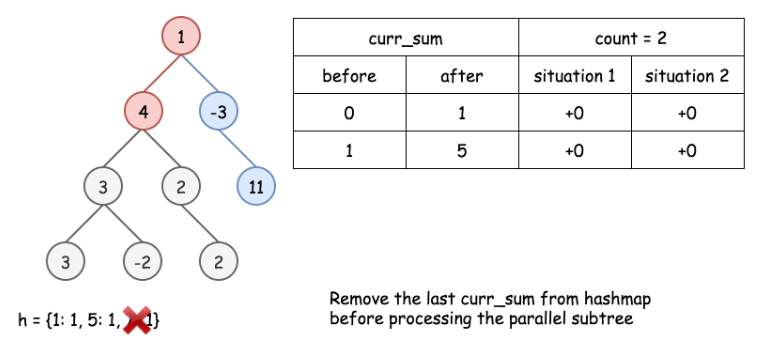 1
curr_sum count = 2
before after situation 1 situation 2
4 -3
0 1 +0 +0
1 5 +0 +0
3 2 11
3 -2 2
Remove the last curr_sum from hashmap
h = {1: 1, 5: 1, 1}
before processing the parallel subtree